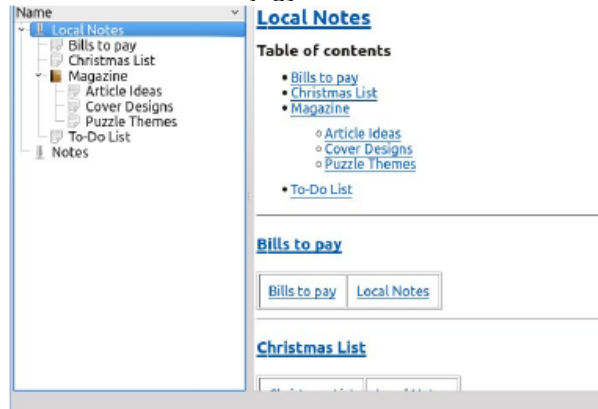 Name
Local Notes
Bills to pay
Christmas List
Magazine
Article Ideas
Cover Designs
Puzzle Themes
To-Do List
Notes
Local Notes
Table of contents
Bills to pay
Christmas List
Magazine
Article Ideas
Cover Designs
Puzzle Themes
To-Do List
Bills to pay
Bills to pay Local Notes
Christmas List